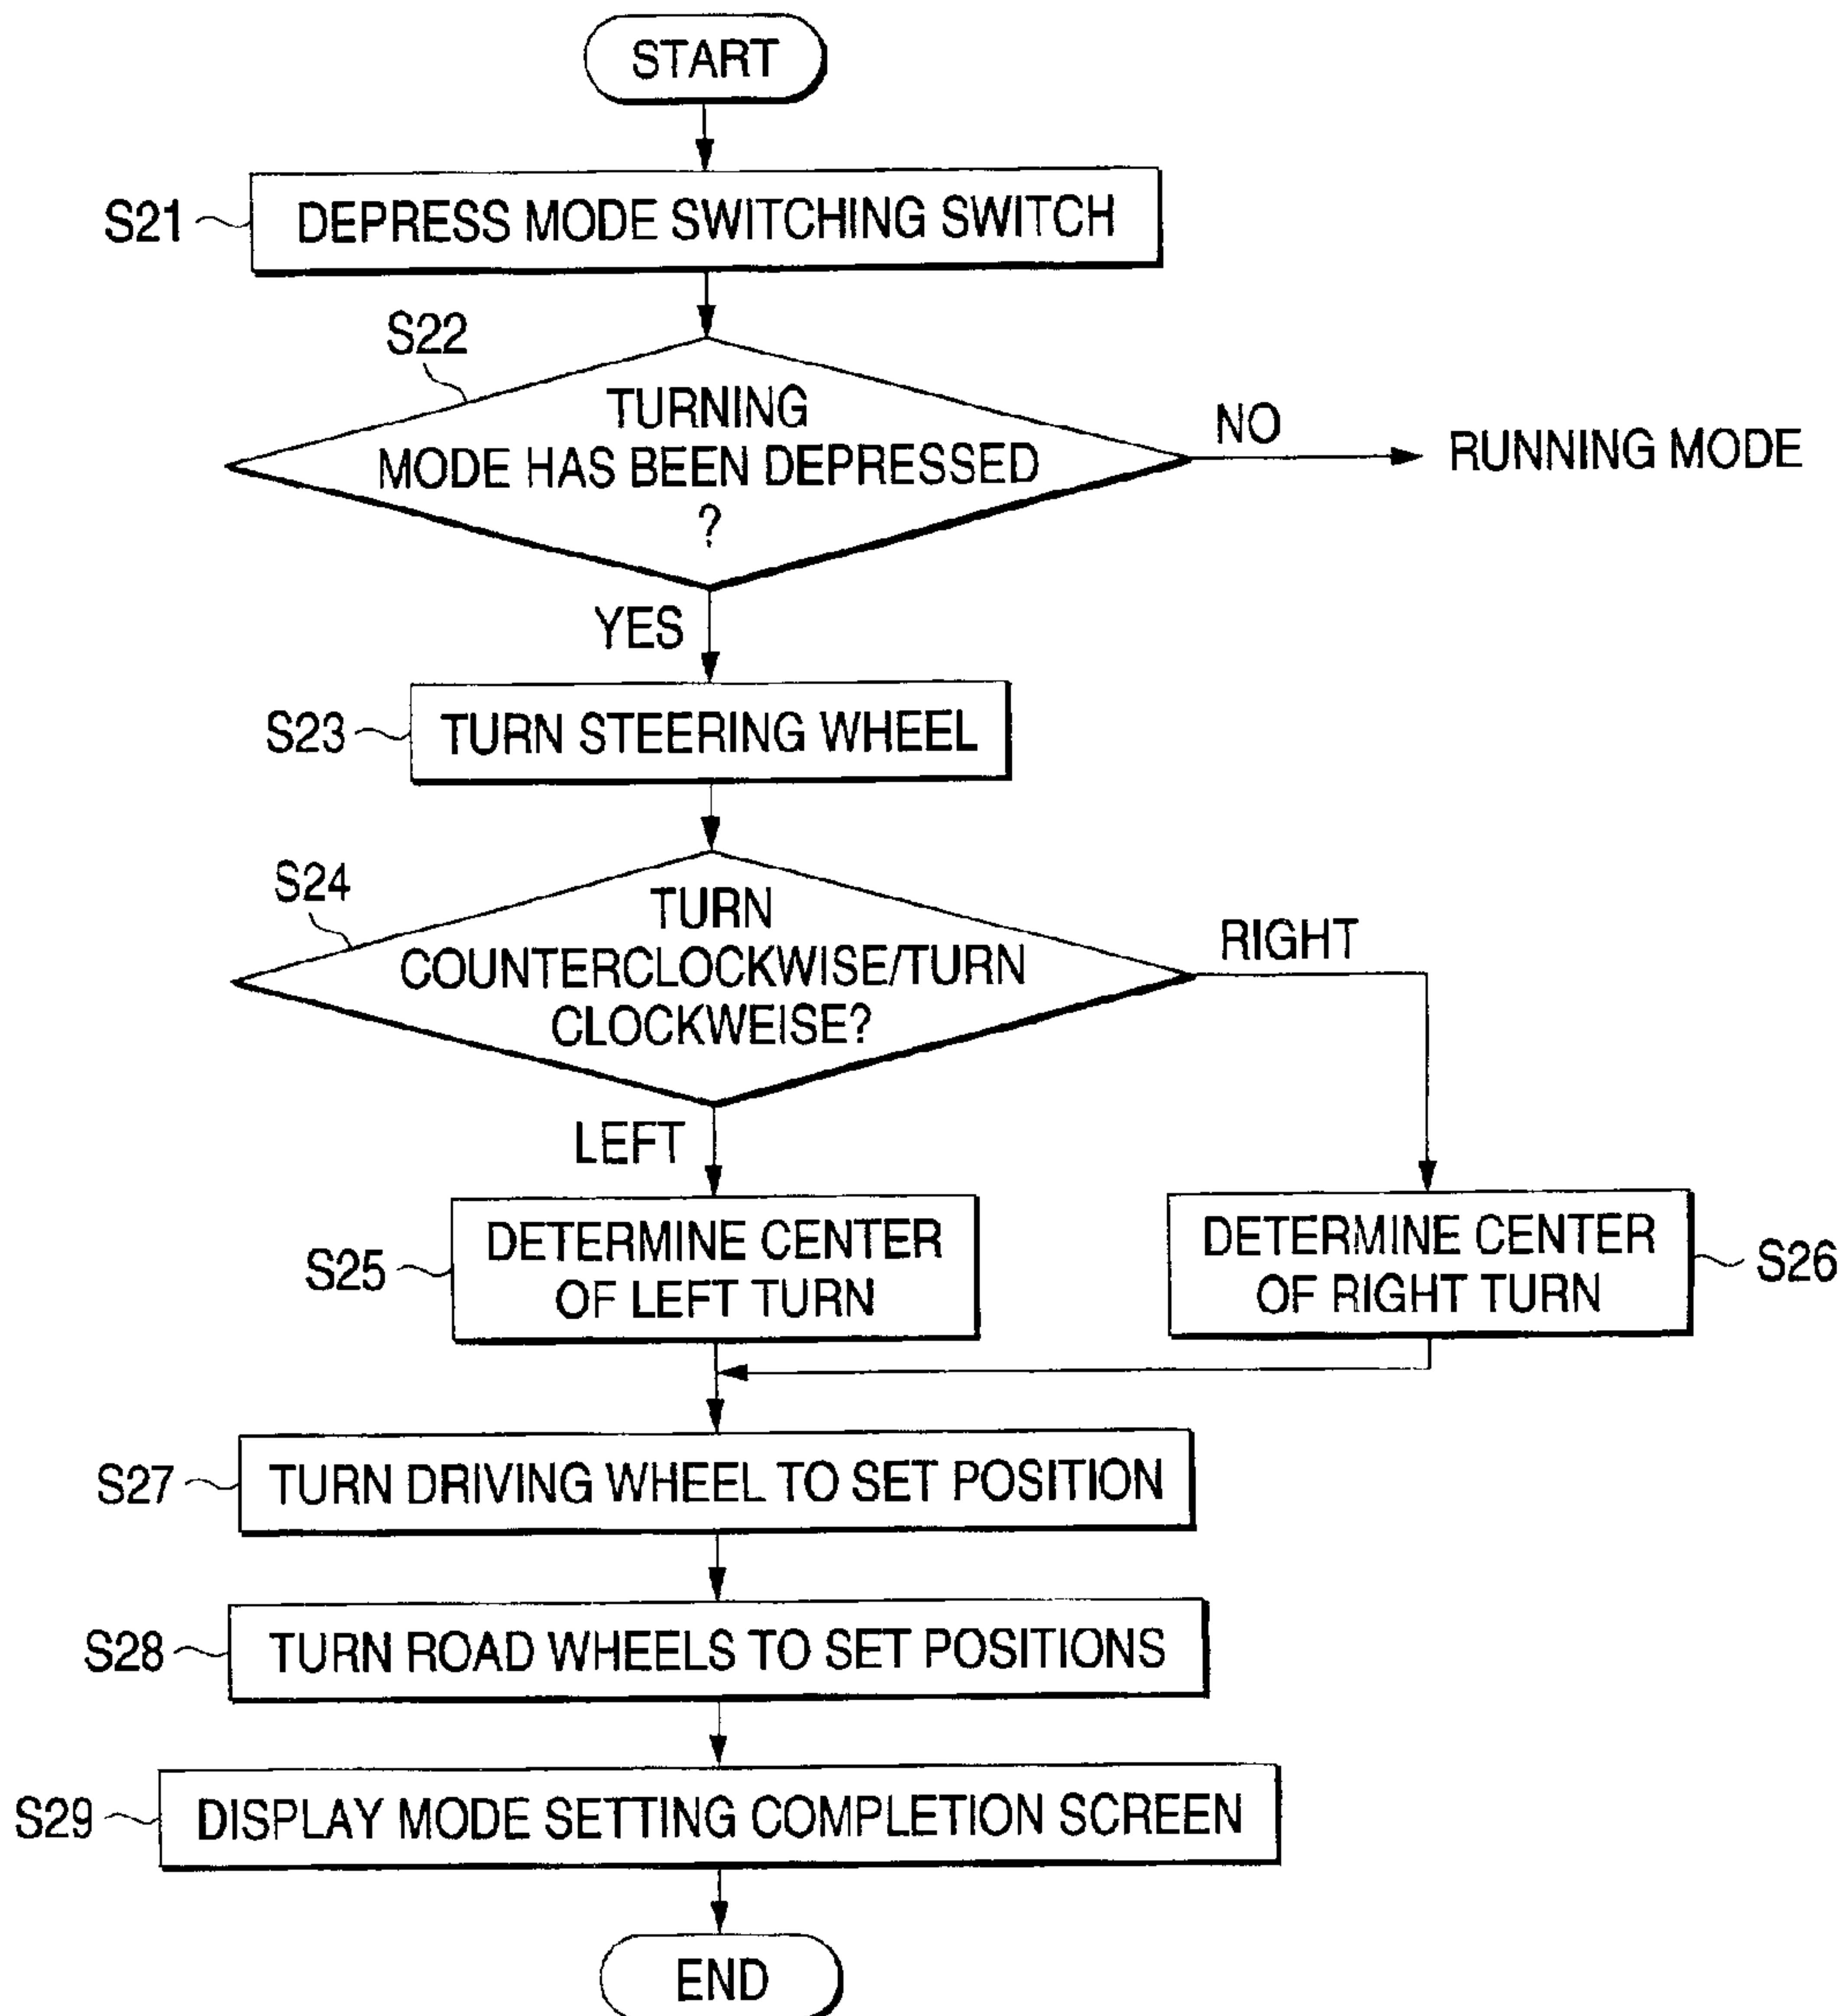 START
S21
DEPRESS MODE SWITCHING SWITCH
S22
TURNING
MODE HAS BEEN DEPRESSED
?
NO
RUNNING MODE
YES
S23
TURN STEERING WHEEL
S24
TURN
COUNTERCLOCKWISE/TURN
CLOCKWEISE?
RIGHT
LEFT
S25
DETERMINE CENTER
OF LEFT TURN
DETERMINE CENTER
OF RIGHT TURN
S26
S27
TURN DRIVING WHEEL TO SET POSITION
S28
TURN ROAD WHEELS TO SET POSITIONS
S29
DISPLAY MODE SETTING COMPLETION SCREEN
END